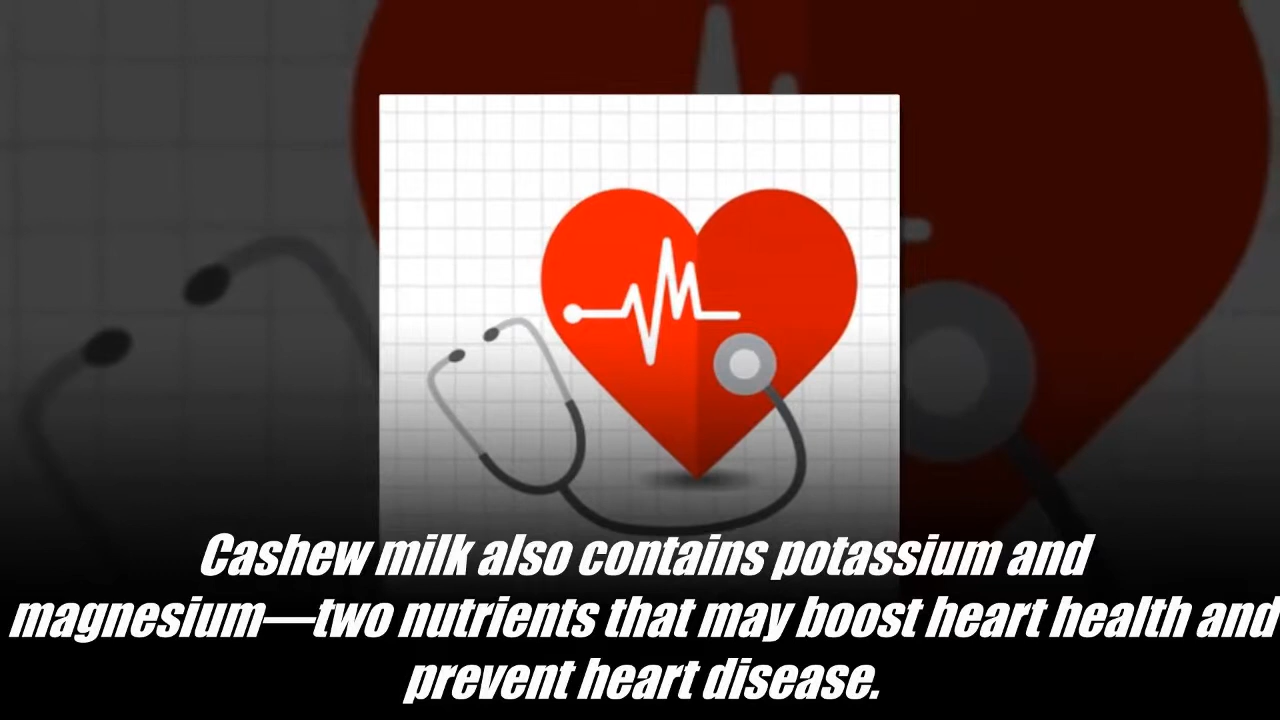 Cashew milk also contains potassium and
magnesium—two nutrients that may boost heart health and
prevent heart disease.